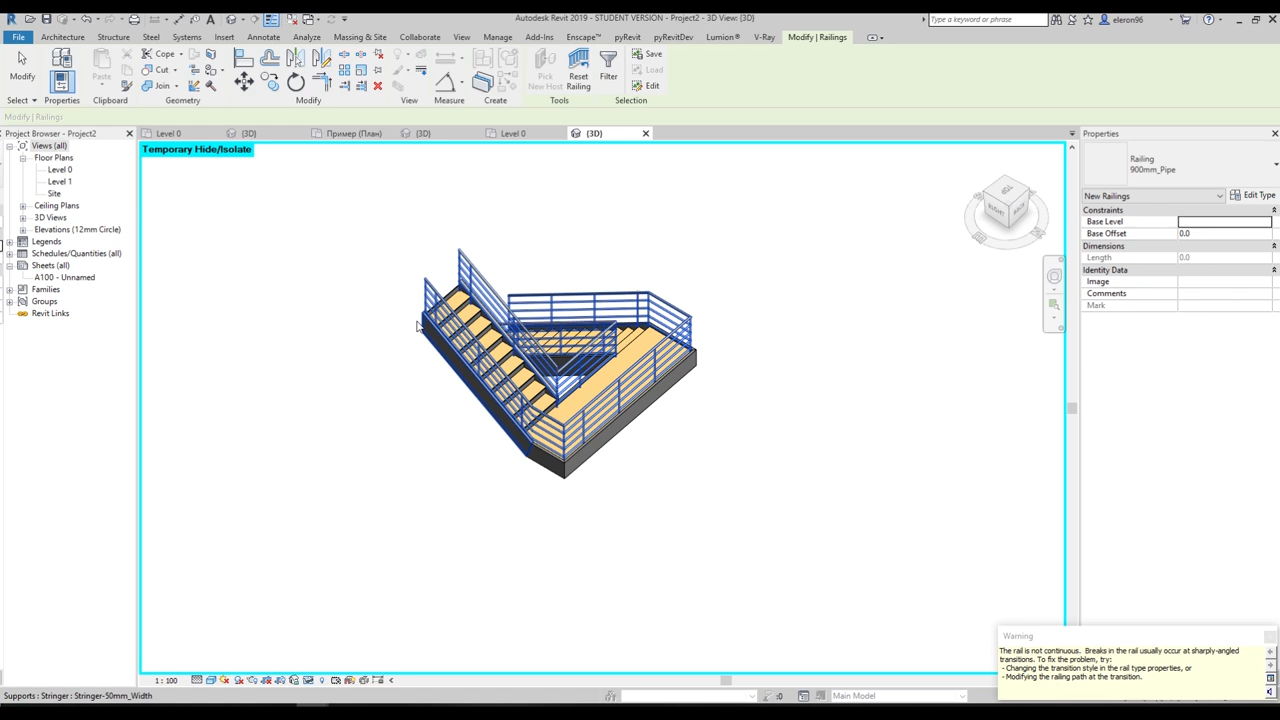 Autodesk Revit 2019 - STUDENT VERSION - Project2 - 3D View: {3D}
Type a keyword or phrase
eleron96
File Architecture Structure Steel Systems Insert Annotate Analyze Massing & Site Collaborate View Manage Add-Ins Enscape™ pyRevit pyRevitDev Lumion® V-Ray Modify | Railings
Modify
Properties
Paste
Cope
Cut
Join
Pick New Host
Reset Railing
Filter
Save
Load
Edit
Select Properties Clipboard Geometry Modify View Measure Create Tools Selection
Modify | Railings
Project Browser - Project2
Level 0 {3D} Пример (План) {3D} Level 0 {3D}
Properties
Views (all)
Floor Plans
Level 0
Level 1
Site
Ceiling Plans
3D Views
Elevations (12mm Circle)
Legends
Schedules/Quantities (all)
Sheets (all)
A100 - Unnamed
Families
Groups
Revit Links
Temporary Hide/Isolate
TOP
RIGHT
BACK
Railing
900mm_Pipe
New Railings Edit Type
Constraints
Base Level
Base Offset 0.0
Dimensions
Length 0.0
Identity Data
Image
Comments
Mark
Warning
The rail is not continuous. Breaks in the rail usually occur at sharply-angled
transitions. To fix the problem, try:
- Changing the transition style in the rail type properties, or
- Modifying the railing path at the transition.
1 : 100
Supports : Stringer : Stringer-50mm_Width
:0
Main Model